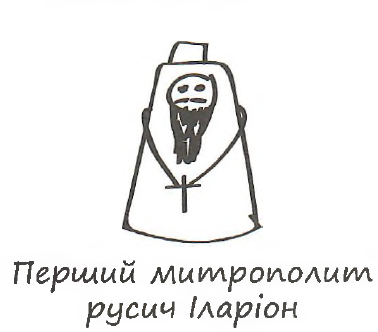 Перший митрополит
русич Іларіон